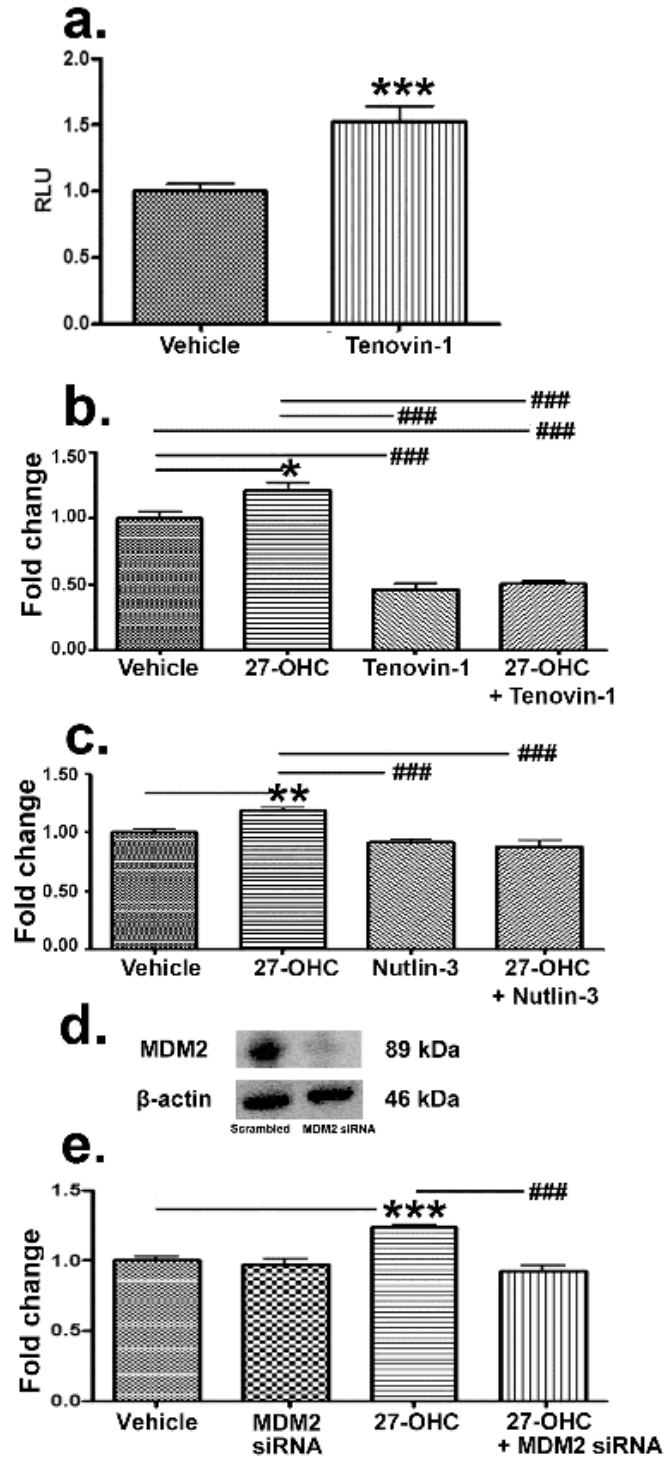 a.
2.0
***
1.5
RLU
1.0
0.5
0.0
Vehicle Tenovin-1
b.
###
###
###
###
1.50
*
Fold change
1.00
0.50
0.00
Vehicle 27-OHC Tenovin-1 27-OHC
+ Tenovin-1
c.
###
###
1.50
**
Fold change
1.00
0.50
0.00
Vehicle 27-OHC Nutlin-3 27-OHC
+ Nutlin-3
d.
MDM2 89 kDa
β-actin 46 kDa
Scrambled MDM2 siRNA
e.
###
1.5
***
Fold change
1.0
0.5
0.0
Vehicle MDM2 27-OHC 27-OHC
siRNA + MDM2 siRNA